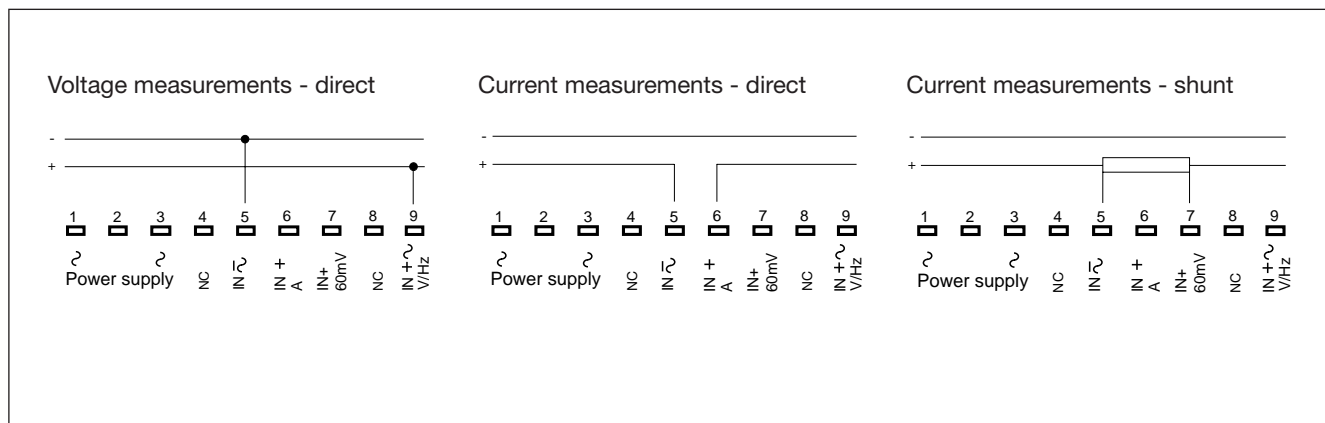 Voltage measurements - direct
-
+
1 2 3 4 5 6 7 8 9
~ ~
Power supply
NC
IN –~
IN +
A
IN+
60mV
NC
IN +~
V/Hz
Current measurements - direct
-
+
1 2 3 4 5 6 7 8 9
~ ~
Power supply
NC
IN –~
IN +
A
IN+
60mV
NC
IN +~
V/Hz
Current measurements - shunt
-
+
1 2 3 4 5 6 7 8 9
~ ~
Power supply
NC
IN –~
IN +
A
IN+
60mV
NC
IN +~
V/Hz